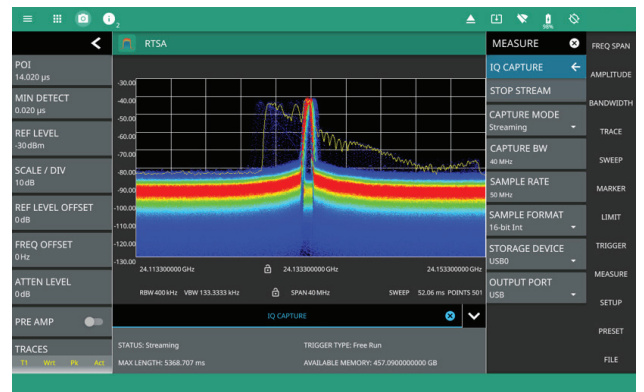 2
99%
RTSA
POI
14.020 µs
MIN DETECT
0.020 µs
REF LEVEL
-30 dBm
SCALE / DIV
10 dB
REF LEVEL OFFSET
0 dB
FREQ OFFSET
0 Hz
ATTEN LEVEL
0 dB
PRE AMP
TRACES
T1 Wrt Pk Act
-30.00
-40.00
-50.00
-60.00
-70.00
-80.00
-90.00
-100.00
-110.00
-120.00
-130.00
24.113300000 GHz 24.133300000 GHz 24.153300000 GHz
RBW 400 kHz VBW 133.3333 kHz SPAN 40 MHz SWEEP 52.06 ms POINTS 501
IQ CAPTURE
STATUS: Streaming TRIGGER TYPE: Free Run
MAX LENGTH: 5368.707 ms AVAILABLE MEMORY: 457.0900000000 GB
MEASURE
IQ CAPTURE
STOP STREAM
CAPTURE MODE
Streaming
CAPTURE BW
40 MHz
SAMPLE RATE
50 MHz
SAMPLE FORMAT
16-bit Int
STORAGE DEVICE
USB0
OUTPUT PORT
USB
FREQ SPAN
AMPLITUDE
BANDWIDTH
TRACE
SWEEP
MARKER
LIMIT
TRIGGER
MEASURE
SETUP
PRESET
FILE